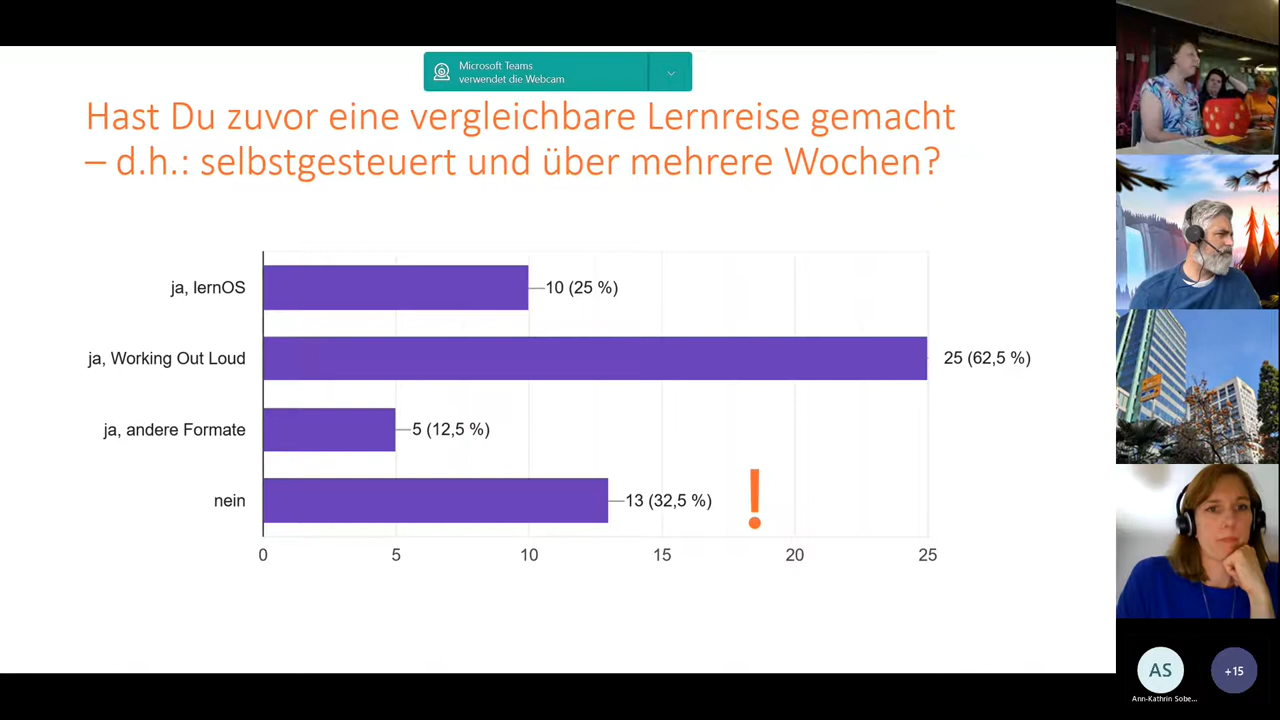 Microsoft Teams
verwendet die Webcam
Hast Du zuvor eine vergleichbare Lernreise gemacht
– d.h.: selbstgesteuert und über mehrere Wochen?
ja, lernOS
10 (25 %)
ja, Working Out Loud
25 (62,5 %)
ja, andere Formate
5 (12,5 %)
nein
13 (32,5 %)
!
0 5 10 15 20 25
AS
+15
Ann-Kathrin Sobe...